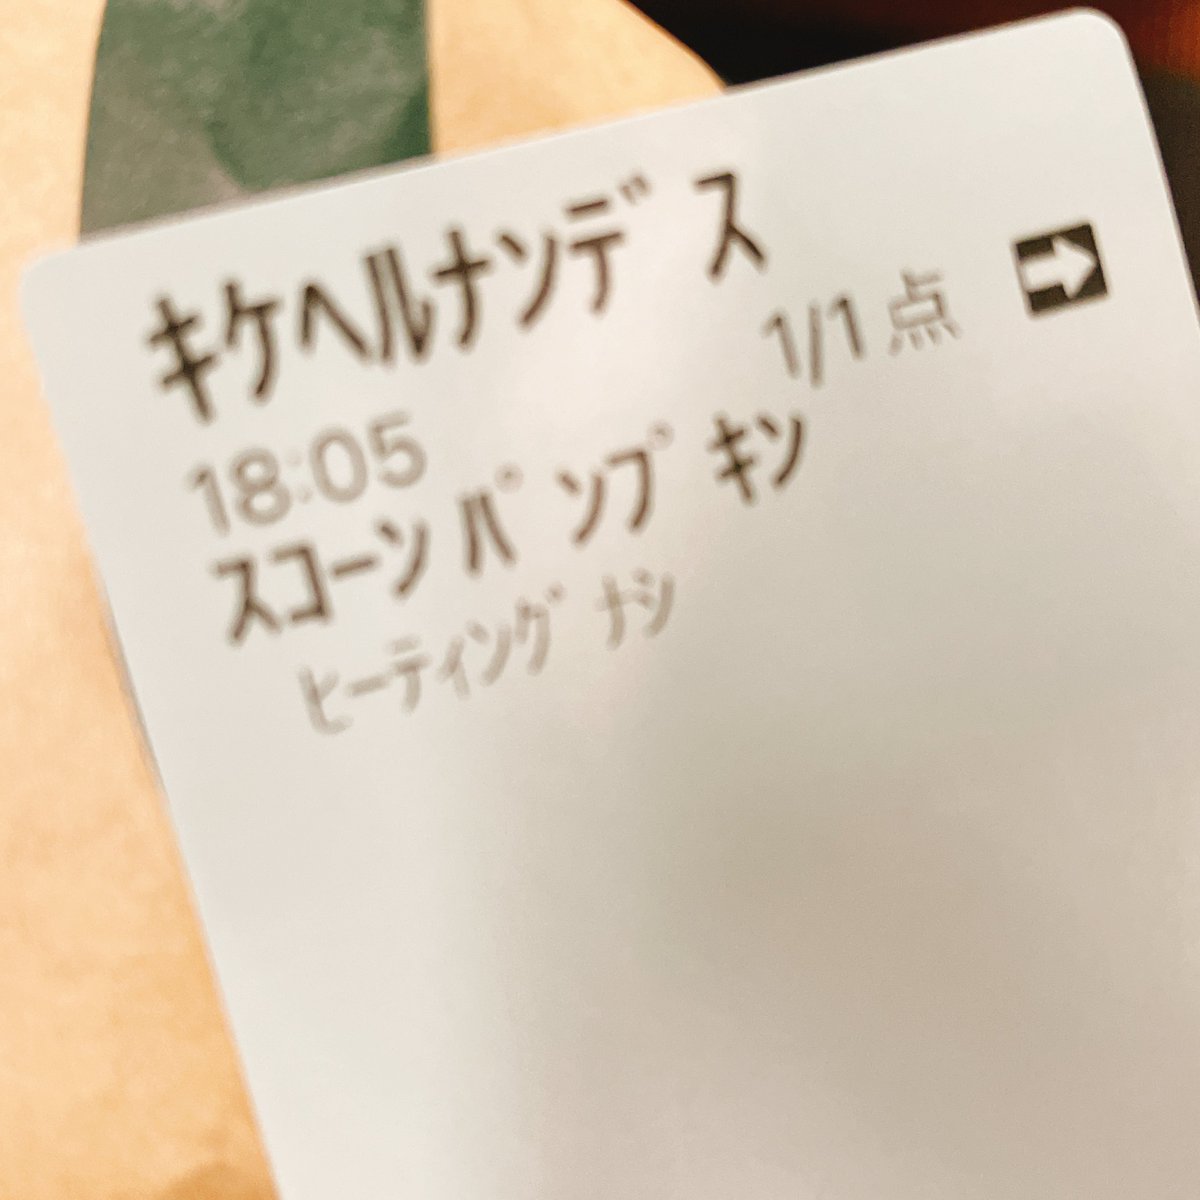 キケヘルナンデス
1/1点
18:05
スコーン パンプキン
ヒーティングナシ